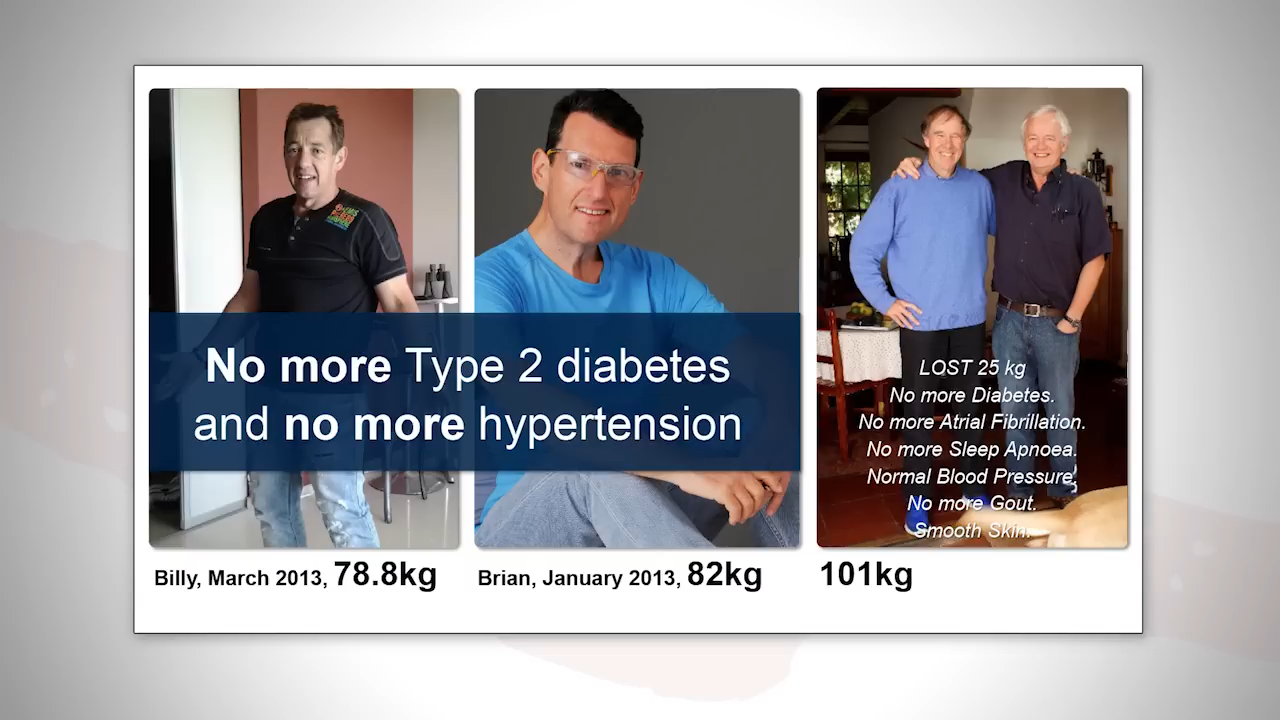 No more Type 2 diabetes
and no more hypertension
LOST 25 kg
No more Diabetes.
No more Atrial Fibrillation.
No more Sleep Apnoea.
Normal Blood Pressure.
No more Gout.
Smooth Skin.
Billy, March 2013, 78.8kg
Brian, January 2013, 82kg
101kg